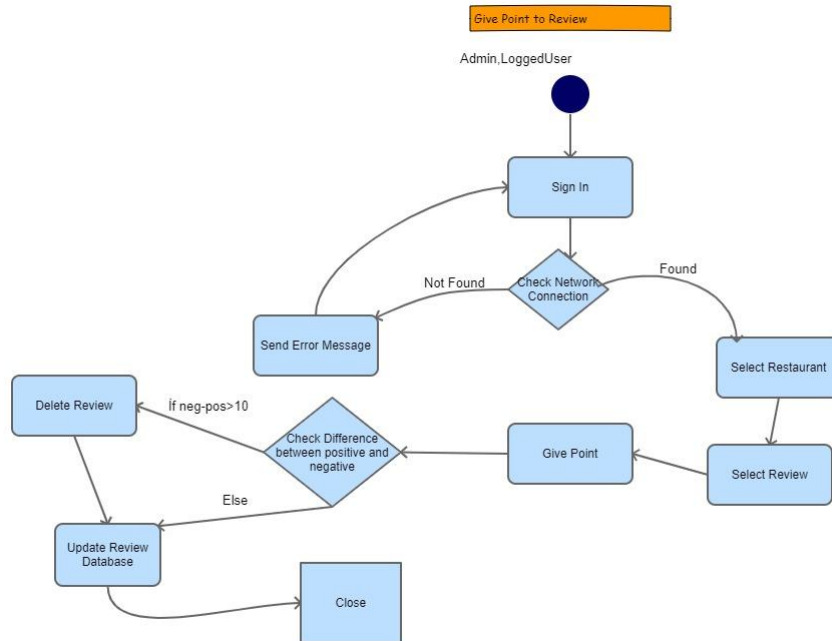 Give Point to Review
Admin,LoggedUser
Sign In
Check Network
Connection
Not Found
Found
Send Error Message
Select Restaurant
Delete Review
İf neg-pos>10
Check Difference
between positive and
negative
Give Point
Select Review
Else
Update Review
Database
Close